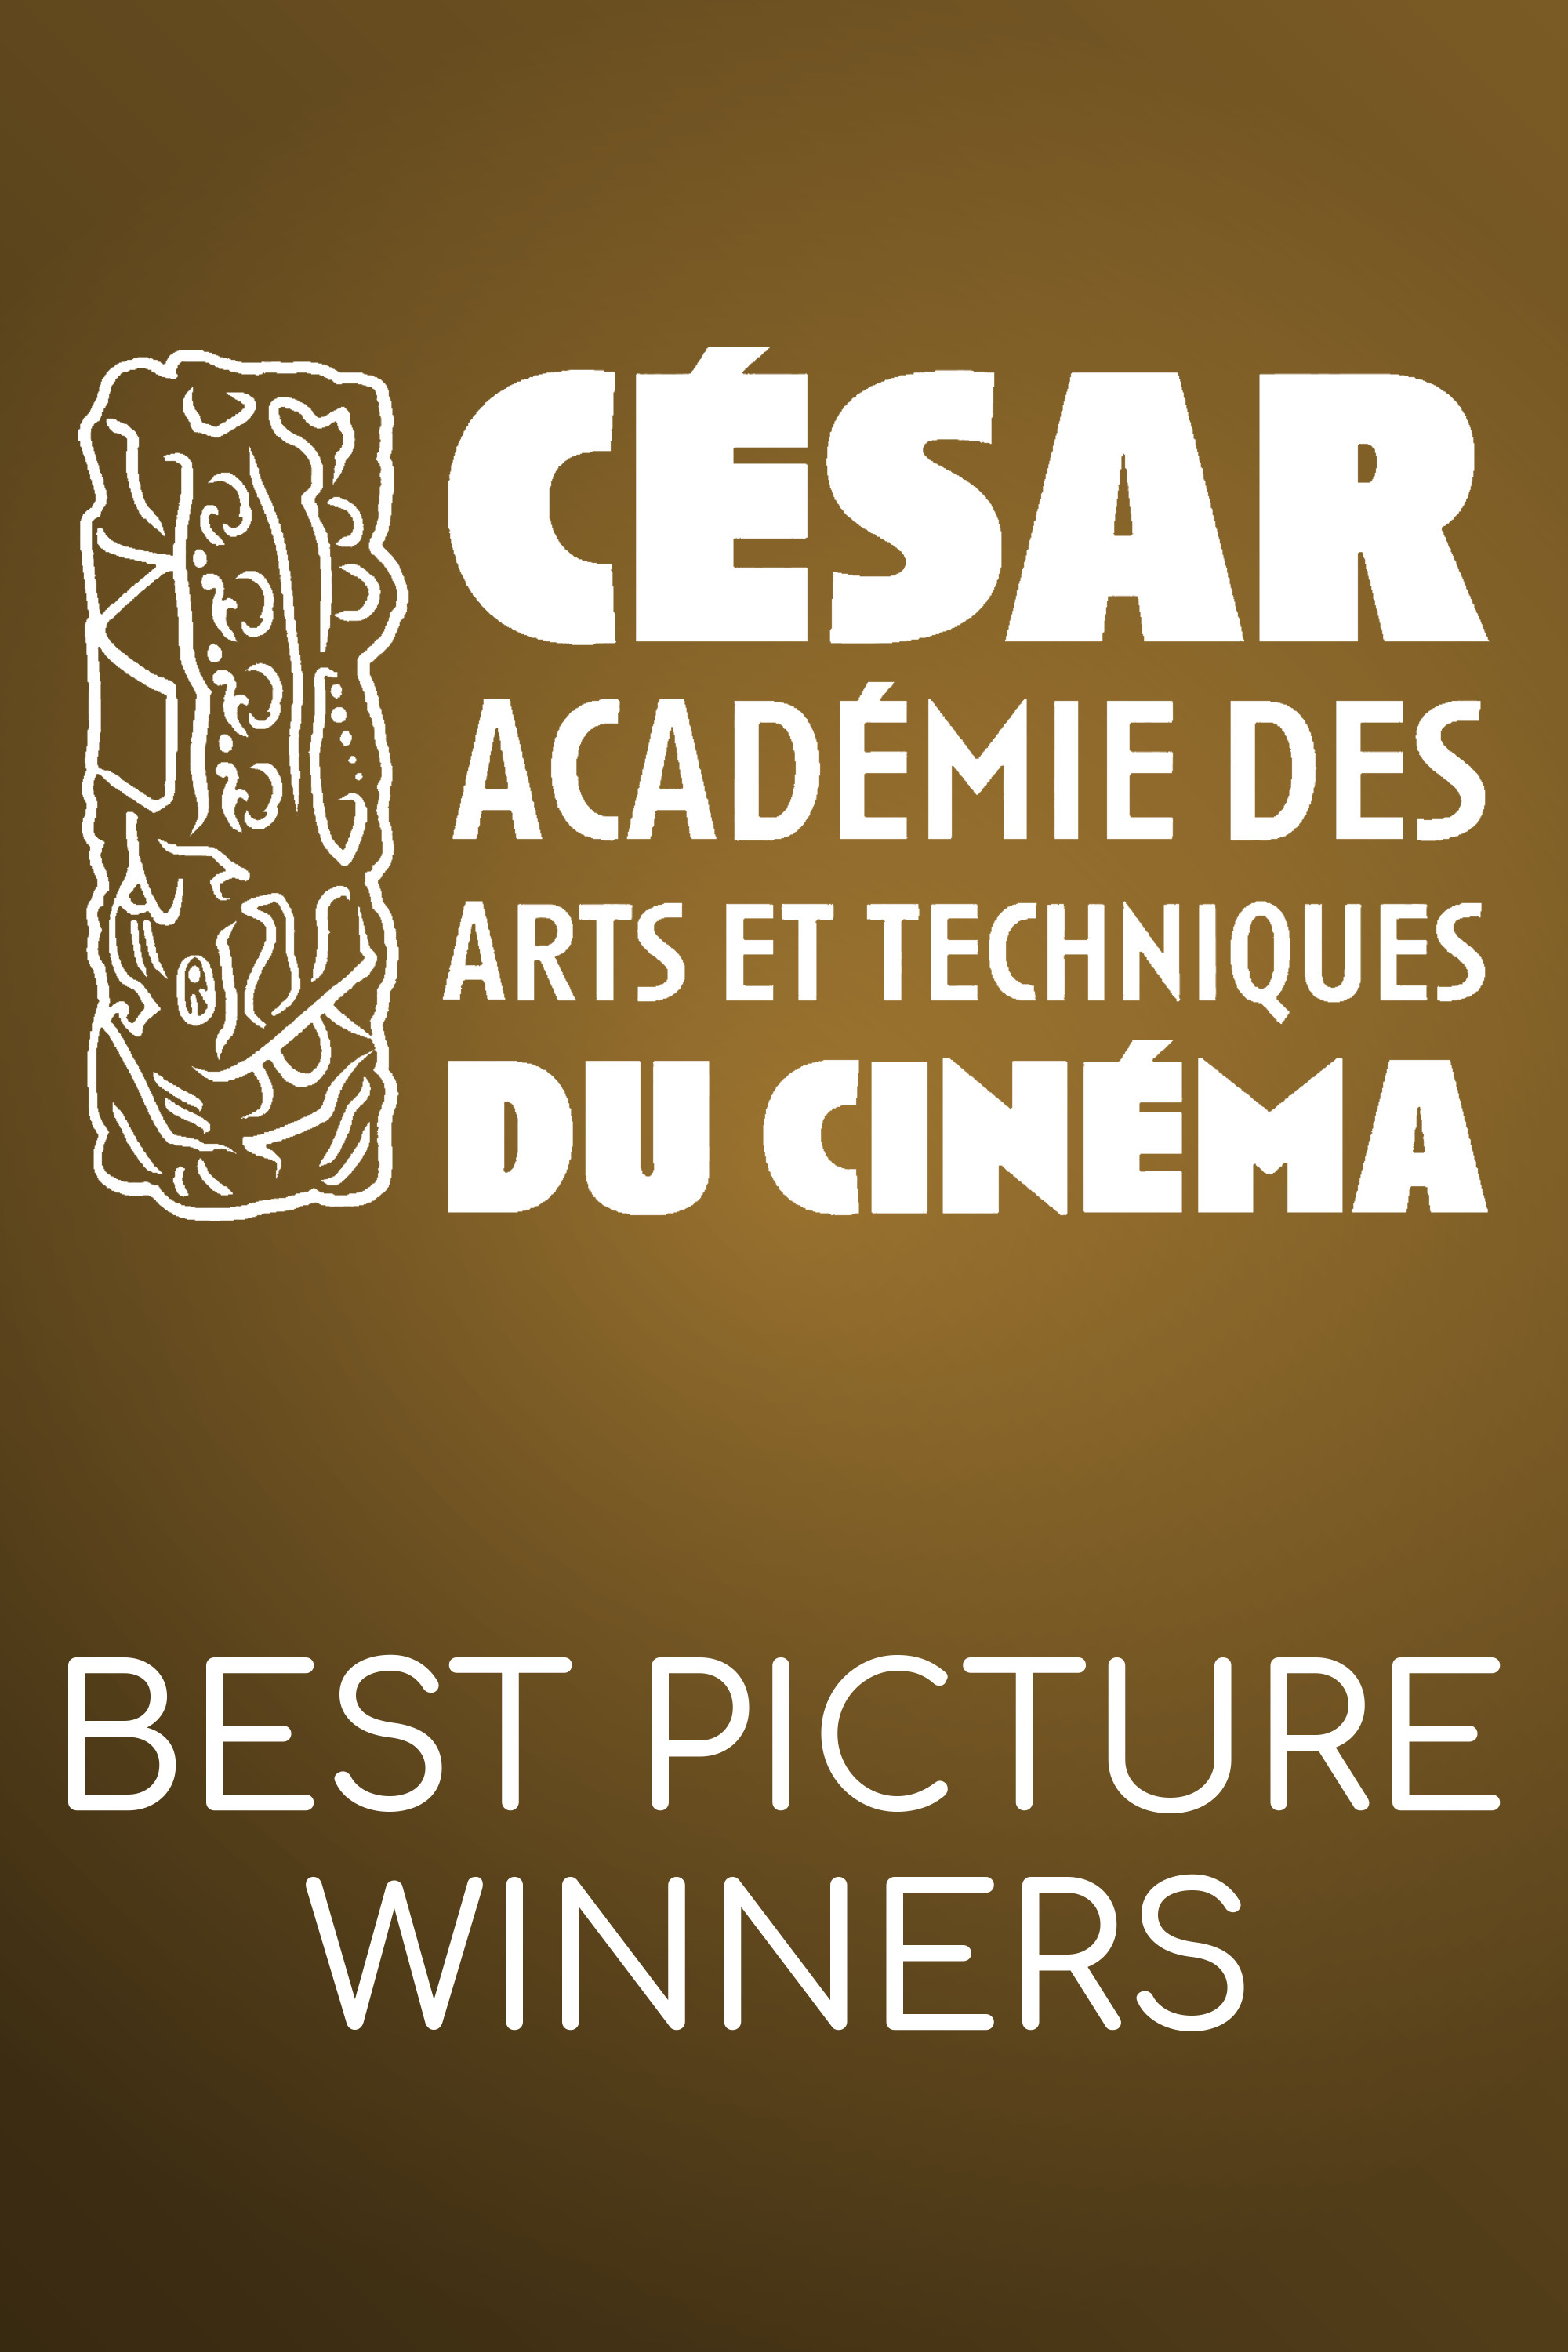 CÉSAR
ACADÉMIE DES
ARTS ET TECHNIQUES
DU CINÉMA
BEST PICTURE
WINNERS